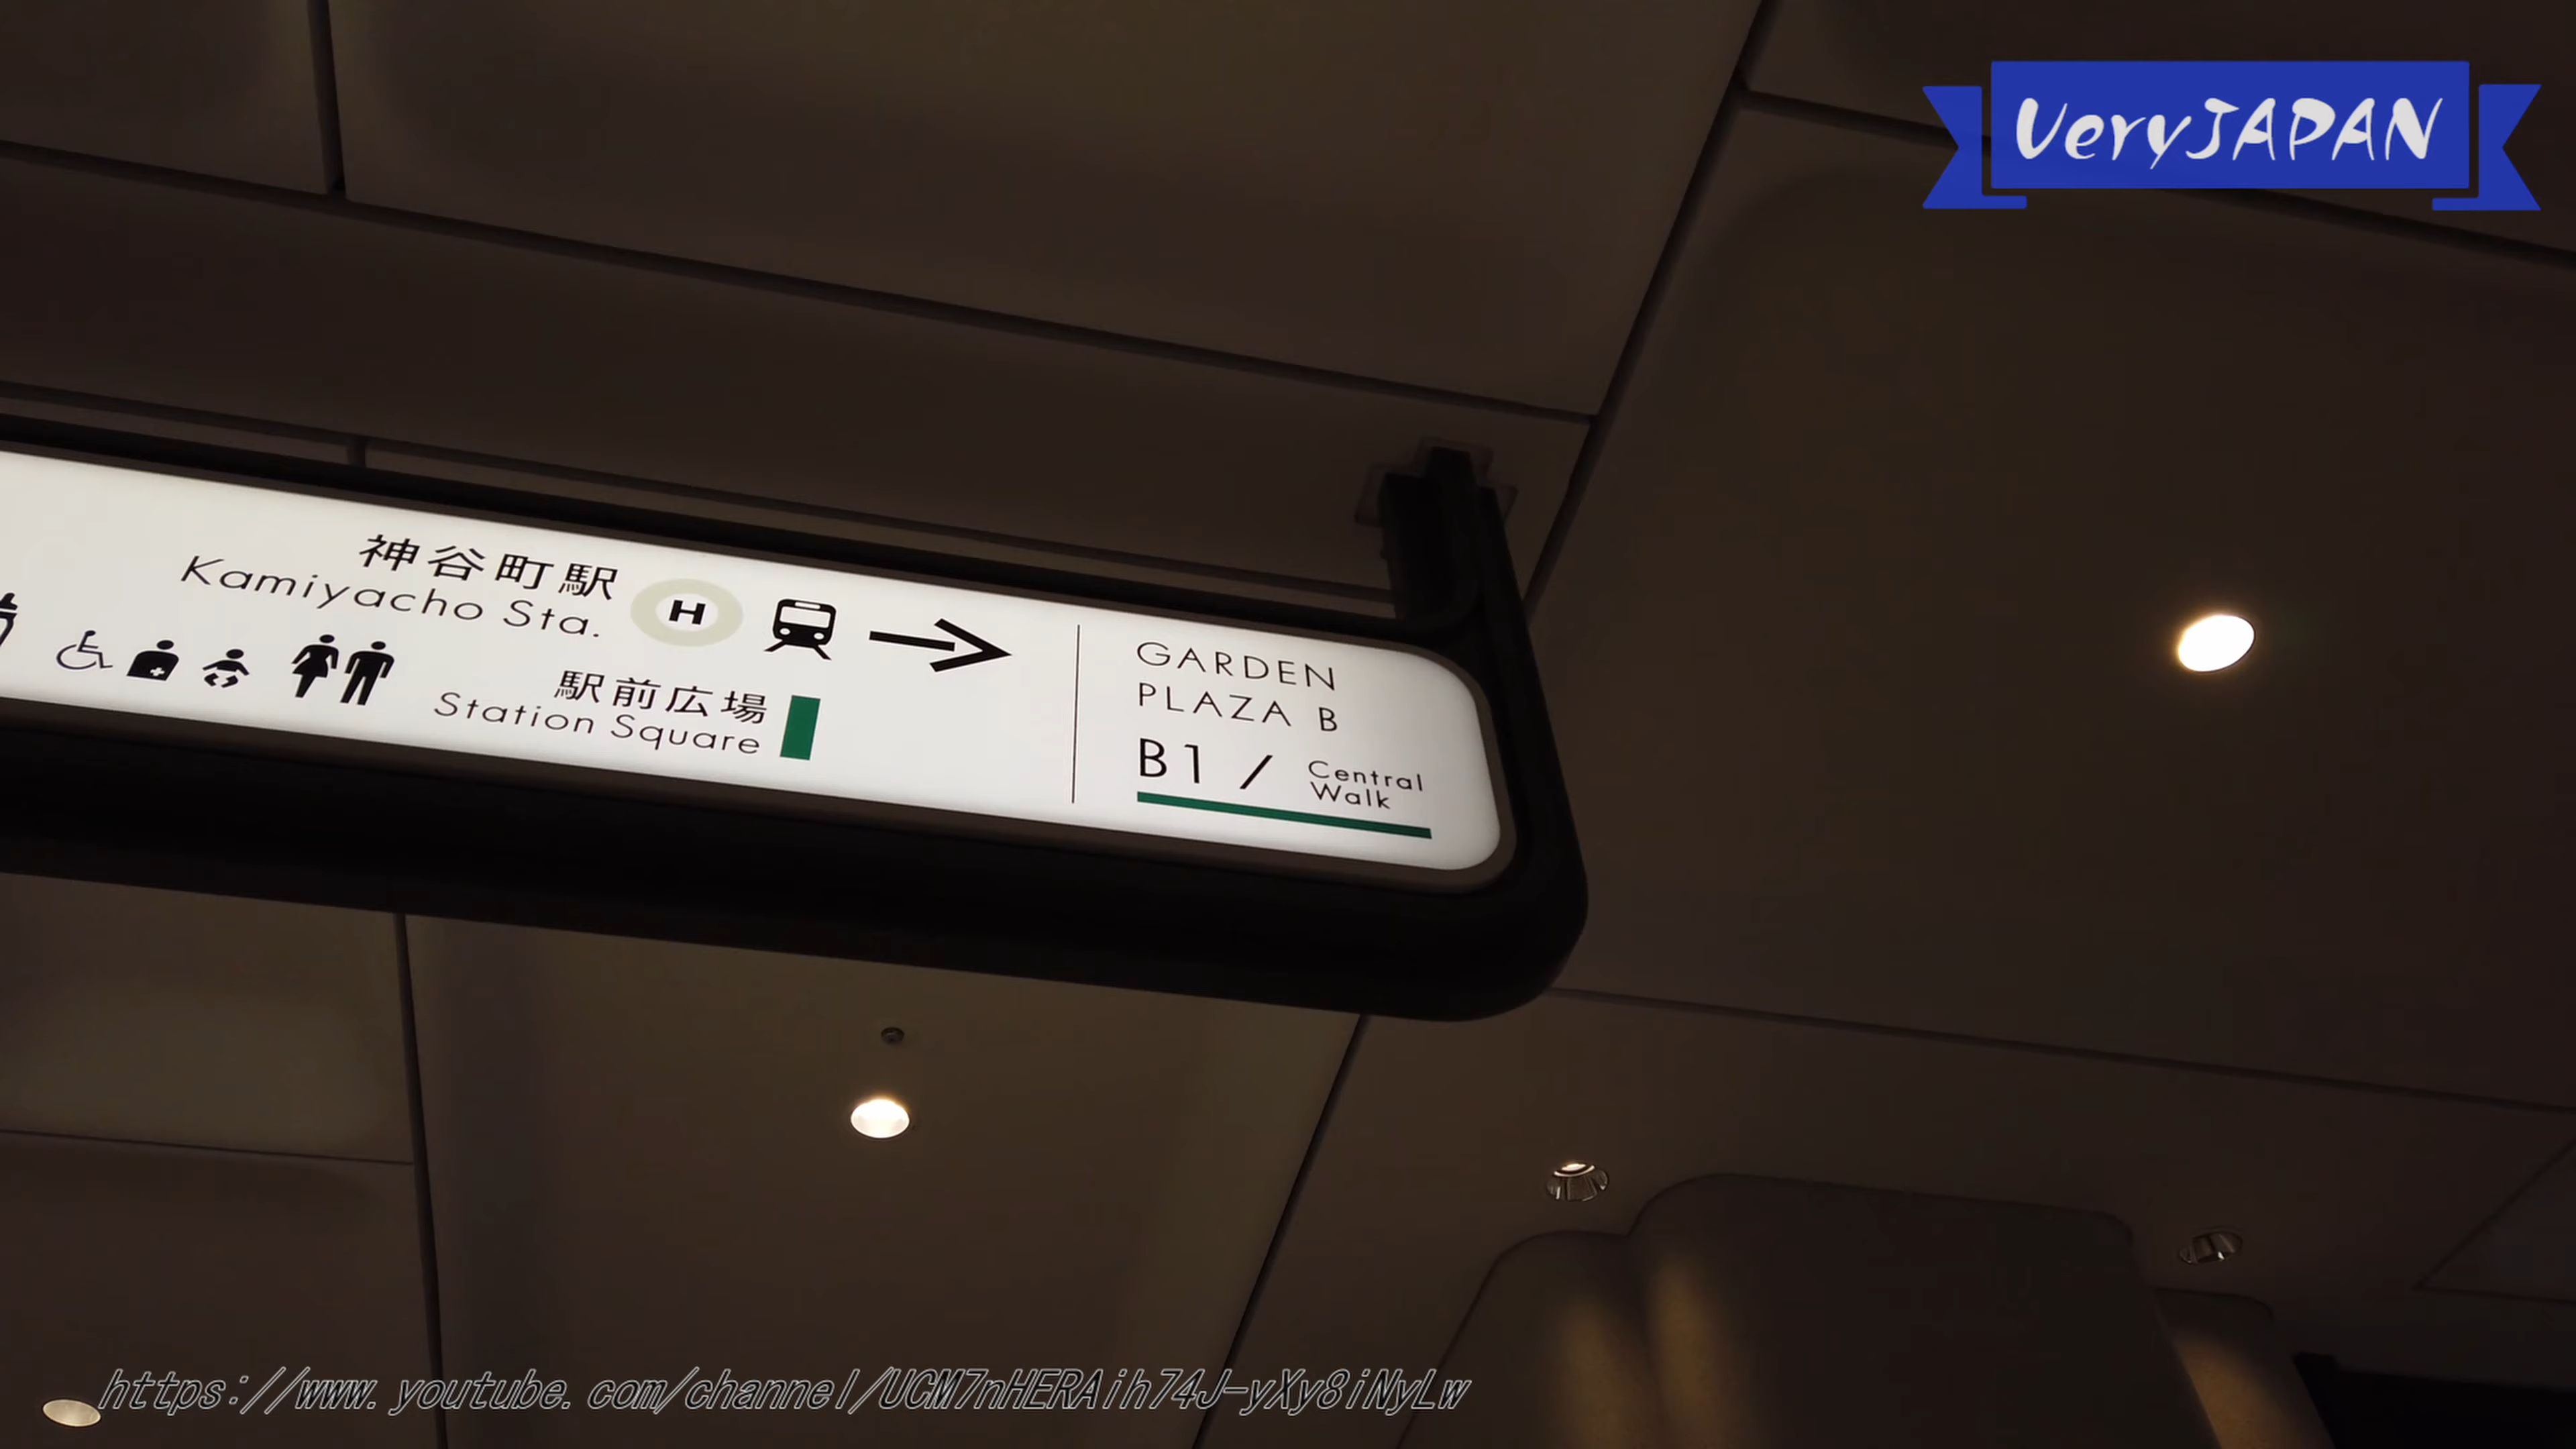 VeryJAPAN
神谷町駅
Kamiyacho Sta.
H
駅前広場
Station Square
GARDEN
PLAZA B
B1 / Central
Walk
https://www.youtube.com/channel/UCM7nHERAih74J-yXy8iNyLw